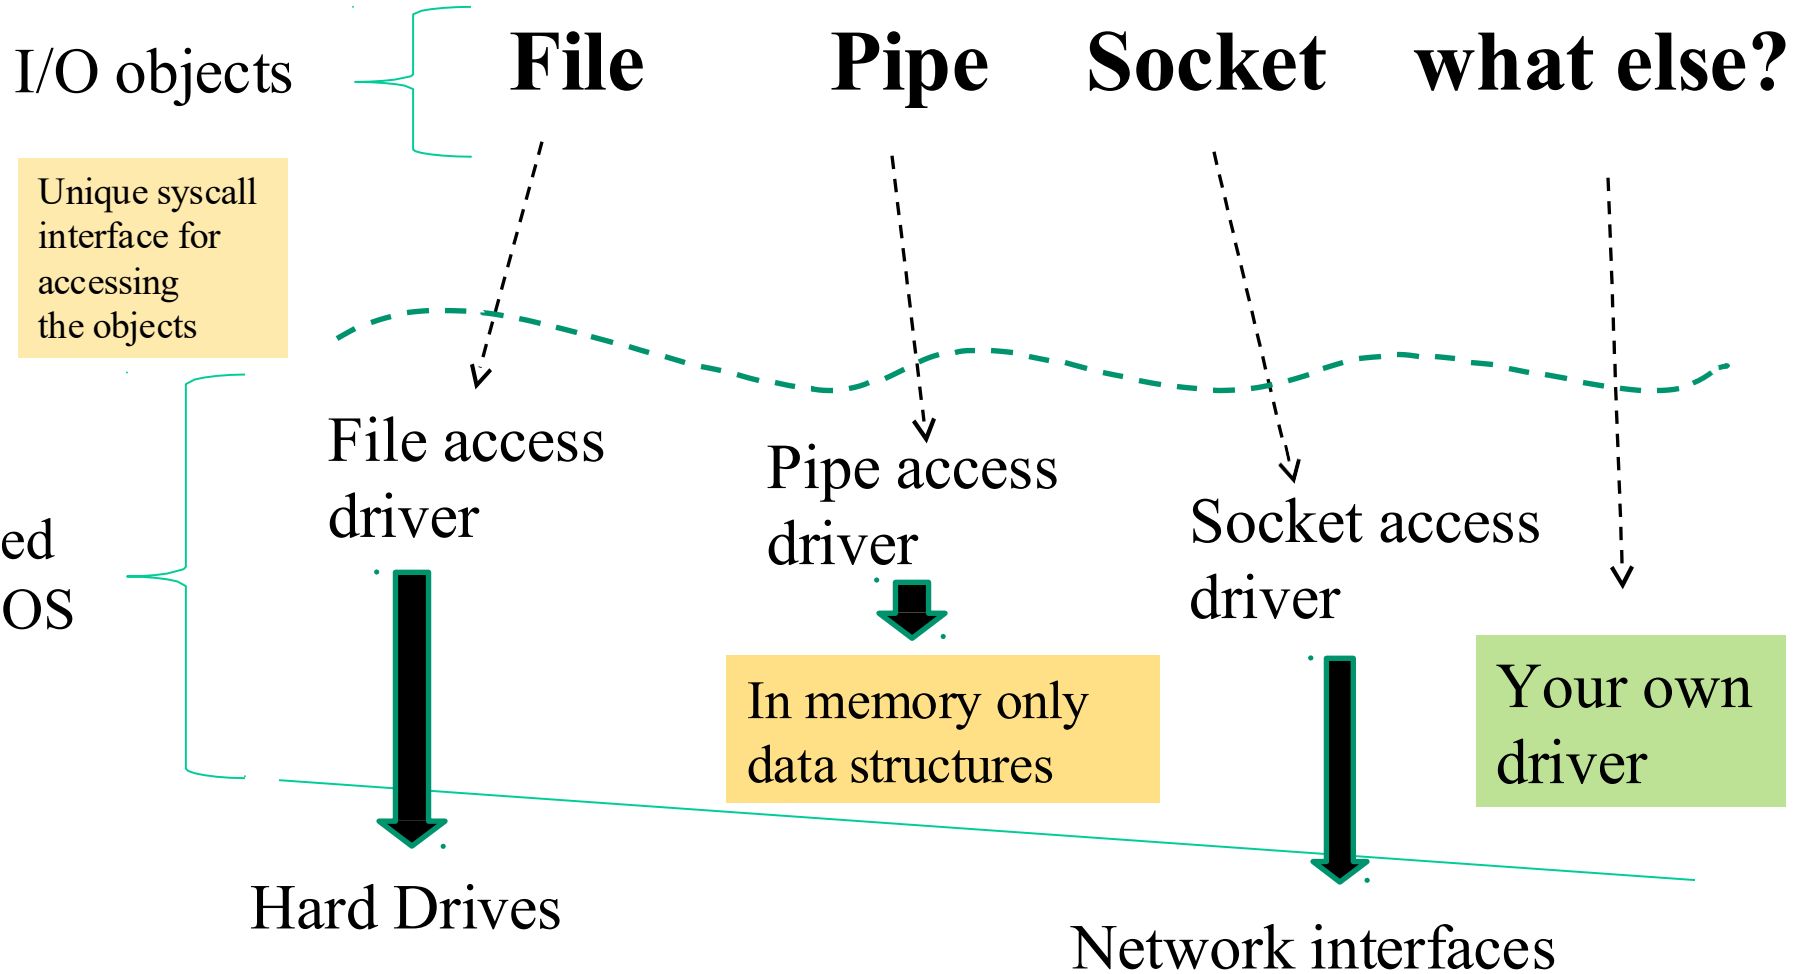 I/O objects
File
Pipe
Socket
what else?
Unique syscall
interface for
accessing
the objects
File access
driver
Pipe access
driver
Socket access
driver
ed
OS
In memory only
data structures
Your own
driver
Hard Drives
Network interfaces